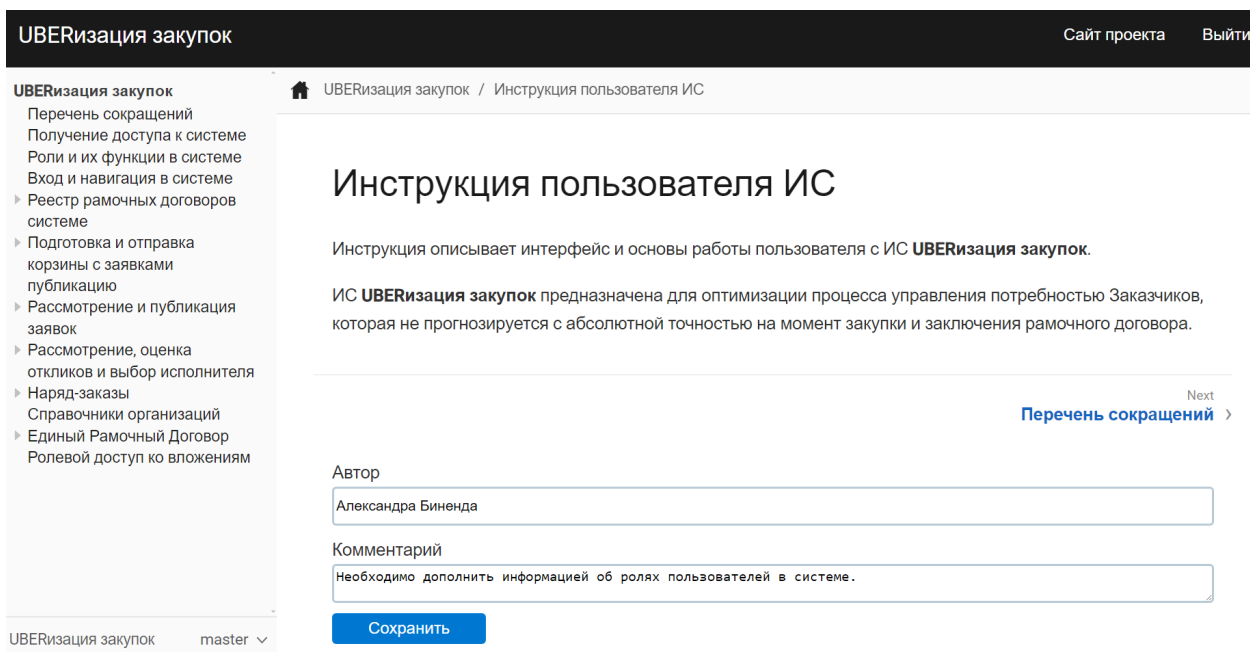 UBERизация закупок
Сайт проекта
Выйти
UBERизация закупок
Перечень сокращений
Получение доступа к системе
Роли и их функции в системе
Вход и навигация в системе
Реестр рамочных договоров
системе
Подготовка и отправка
корзины с заявками
публикацию
Рассмотрение и публикация
заявок
Рассмотрение, оценка
откликов и выбор исполнителя
Наряд-заказы
Справочники организаций
Единый Рамочный Договор
Ролевой доступ ко вложениям
UBERизация закупок
master
UBERизация закупок / Инструкция пользователя ИС
Инструкция пользователя ИС
Инструкция описывает интерфейс и основы работы пользователя с ИС UBERизация закупок.
ИС UBERизация закупок предназначена для оптимизации процесса управления потребностью Заказчиков,
которая не прогнозируется с абсолютной точностью на момент закупки и заключения рамочного договора.
Next
Перечень сокращений
Автор
Александра Биненда
Комментарий
Необходимо дополнить информацией об ролях пользователей в системе.
Сохранить